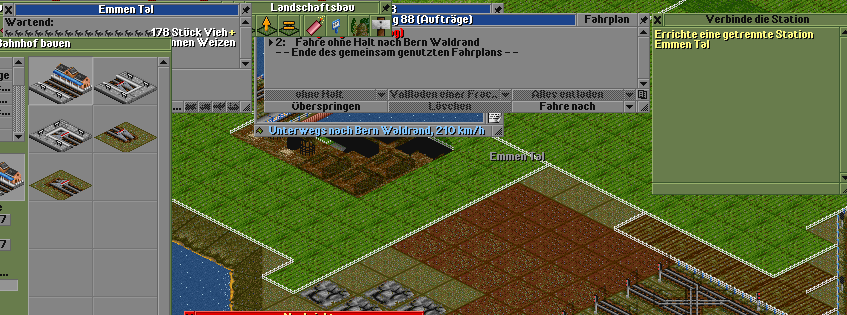 Emmen Tal
Wartend:
178 Stück Vieh+
nnen Weizen
Bahnhof bauen
Landschaftsbau
g 88 (Aufträge)
Fahrplan
2: Fahre ohne Halt nach Bern Waldrand
- - Ende des gemeinsam genutzten Fahrplans - -
ohne Halt
Vollladen einer Frac...
Alles entladen
Überspringen
Löschen
Fahre nach
Unterwegs nach Bern Waldrand, 210 km/h
Verbinde die Station
Errichte eine getrennte Station
Emmen Tal
Emmen Tal